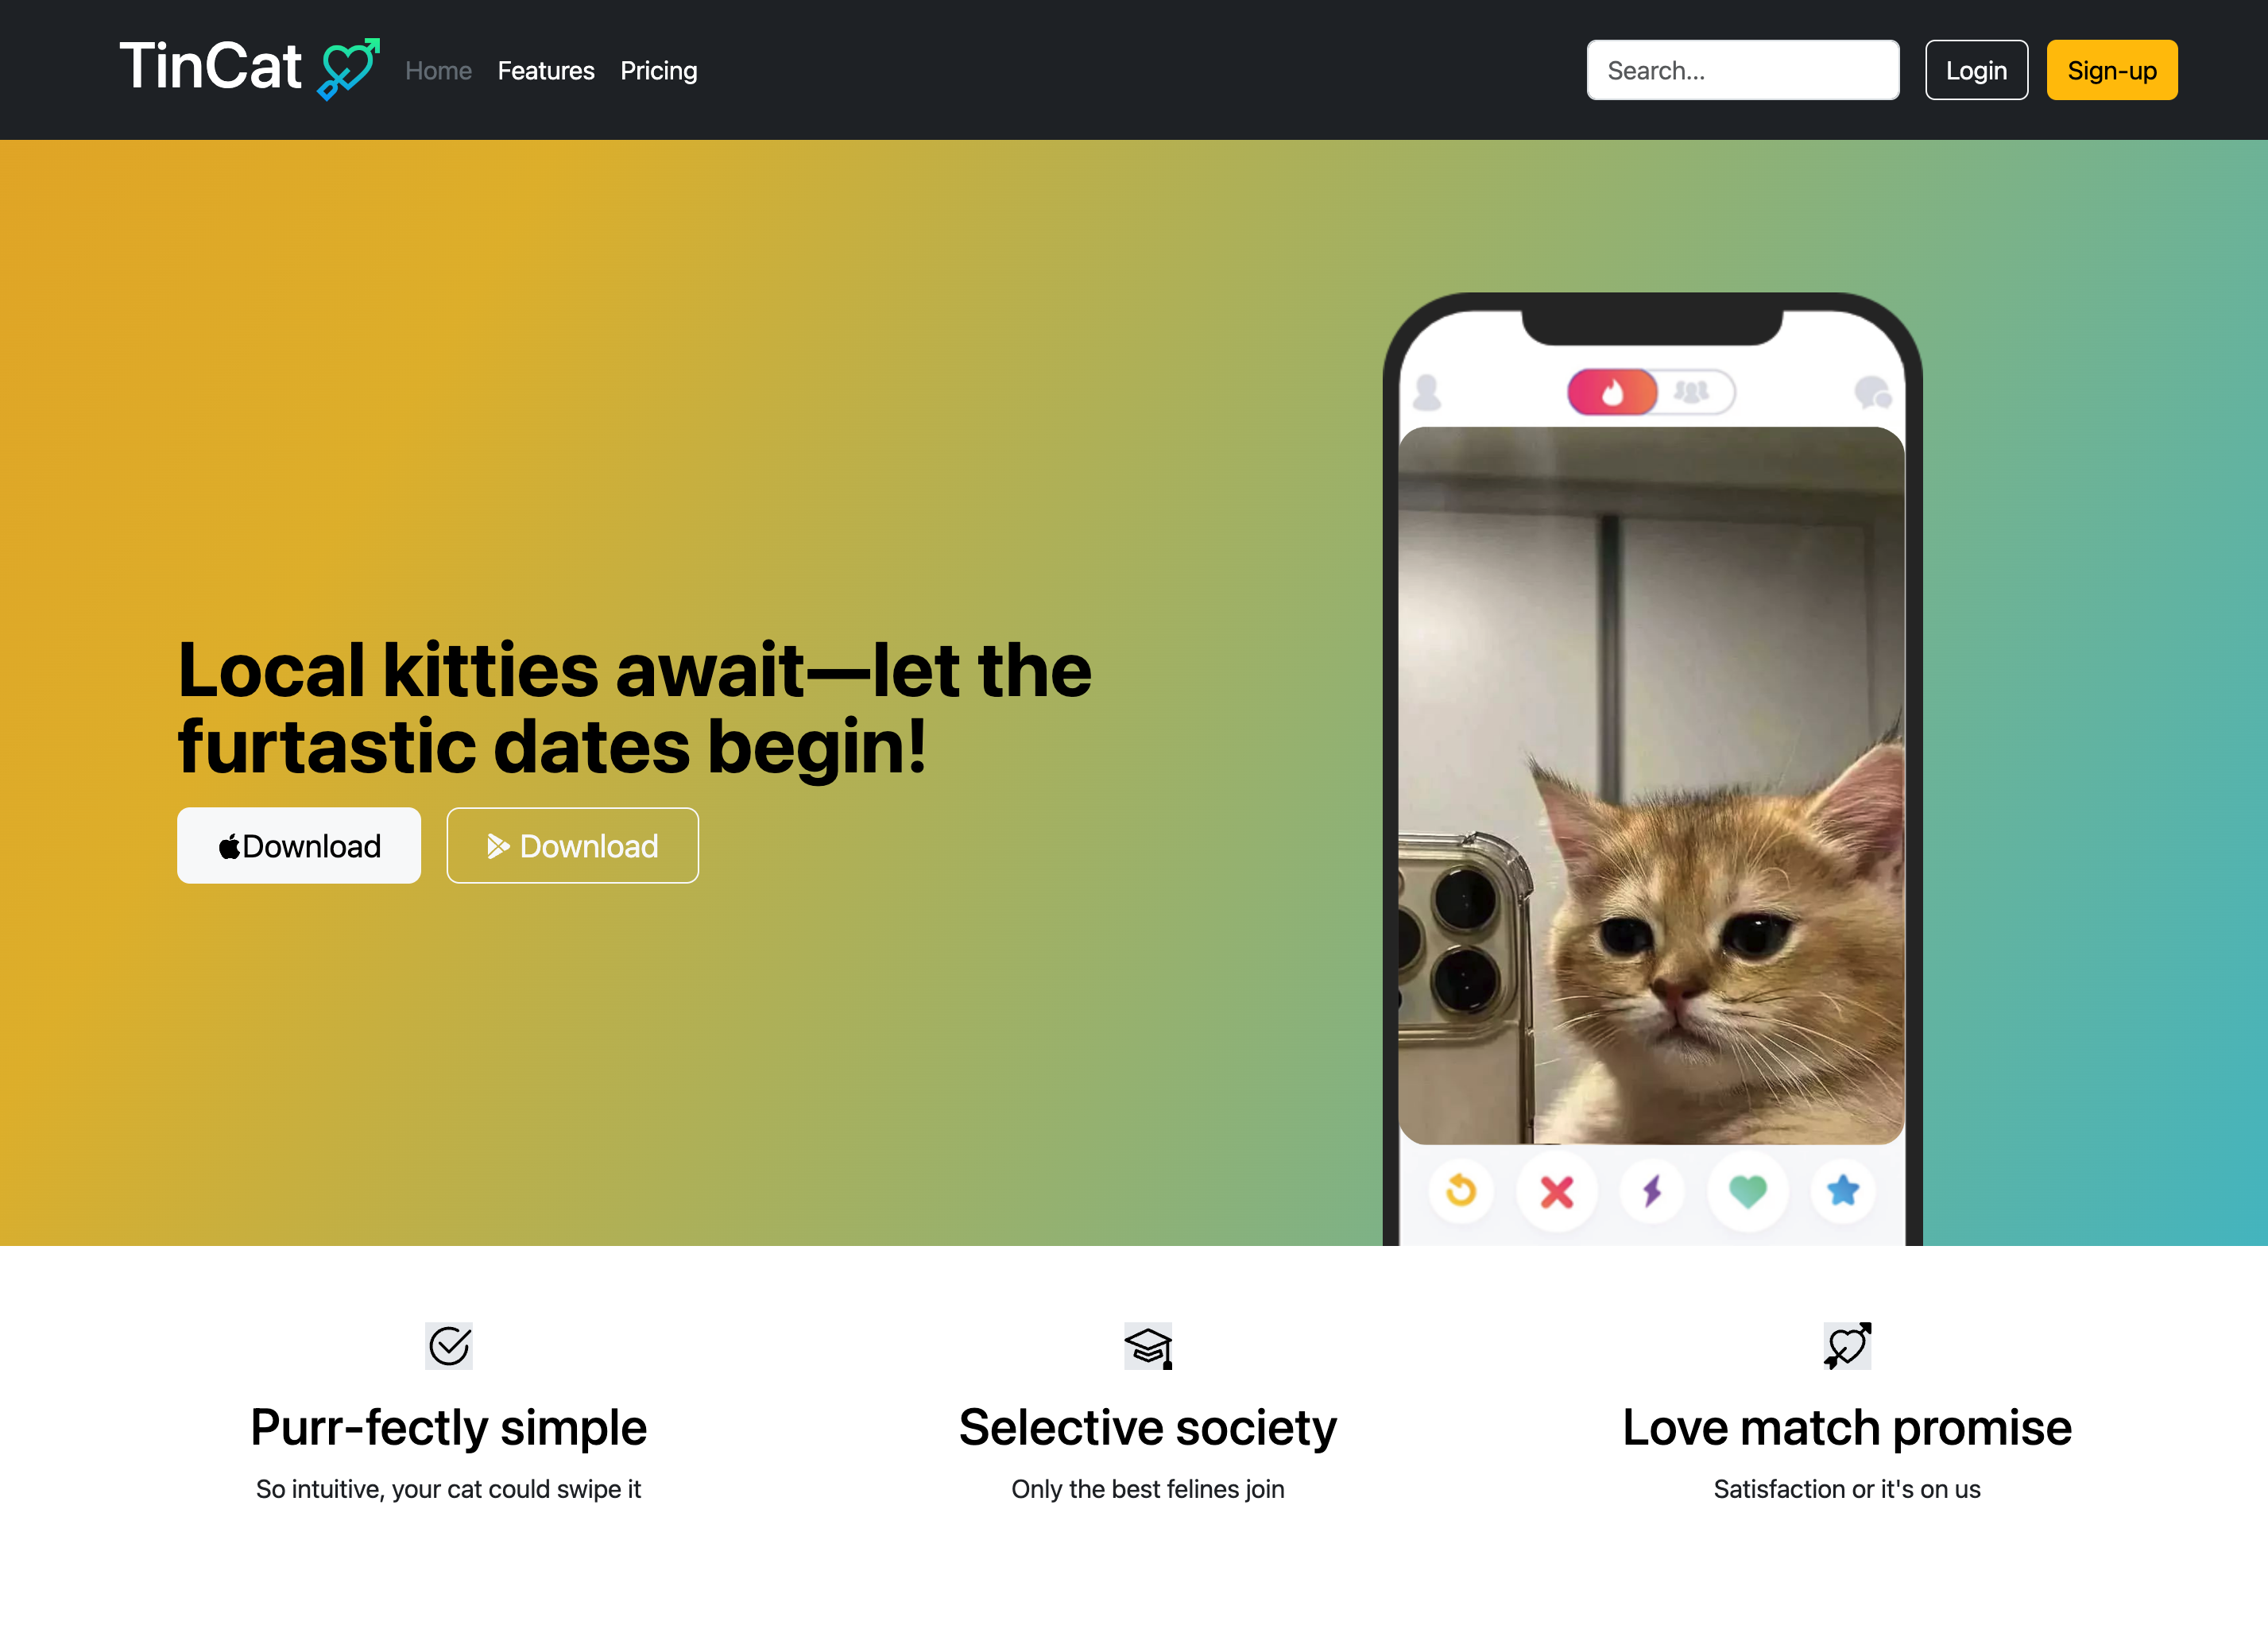 TinCat
Home Features Pricing
Search...
Login
Sign-up
Local kitties await—let the
furtastic dates begin!
Download
Download
Purr-fectly simple
So intuitive, your cat could swipe it
Selective society
Only the best felines join
Love match promise
Satisfaction or it's on us